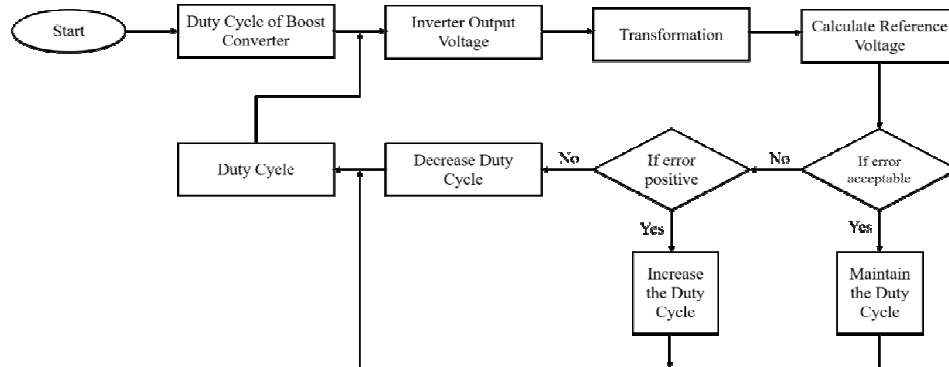 Start
Duty Cycle of Boost
Converter
Inverter Output
Voltage
Transformation
Calculate Reference
Voltage
Duty Cycle
Decrease Duty
Cycle
No
If error
positive
No
If error
acceptable
Yes
Yes
Increase
the Duty
Cycle
Maintain
the Duty
Cycle